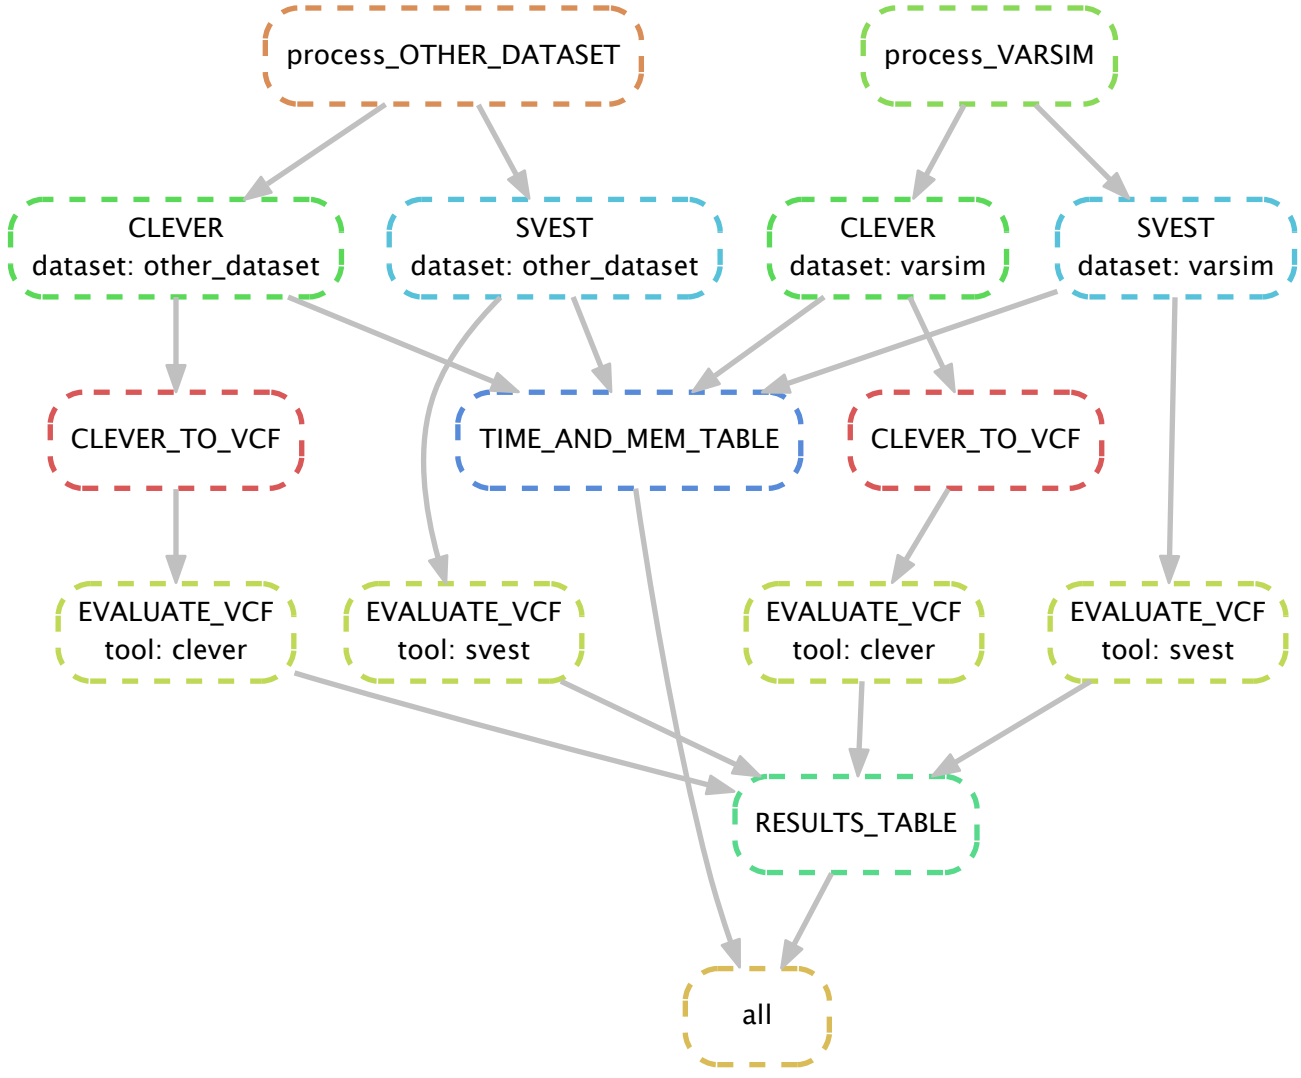 process_OTHER_DATASET
process_VARSIM
CLEVER
dataset: other_dataset
SVEST
dataset: other_dataset
CLEVER
dataset: varsim
SVEST
dataset: varsim
CLEVER_TO_VCF
TIME_AND_MEM_TABLE
CLEVER_TO_VCF
EVALUATE_VCF
tool: clever
EVALUATE_VCF
tool: svest
EVALUATE_VCF
tool: clever
EVALUATE_VCF
tool: svest
RESULTS_TABLE
all